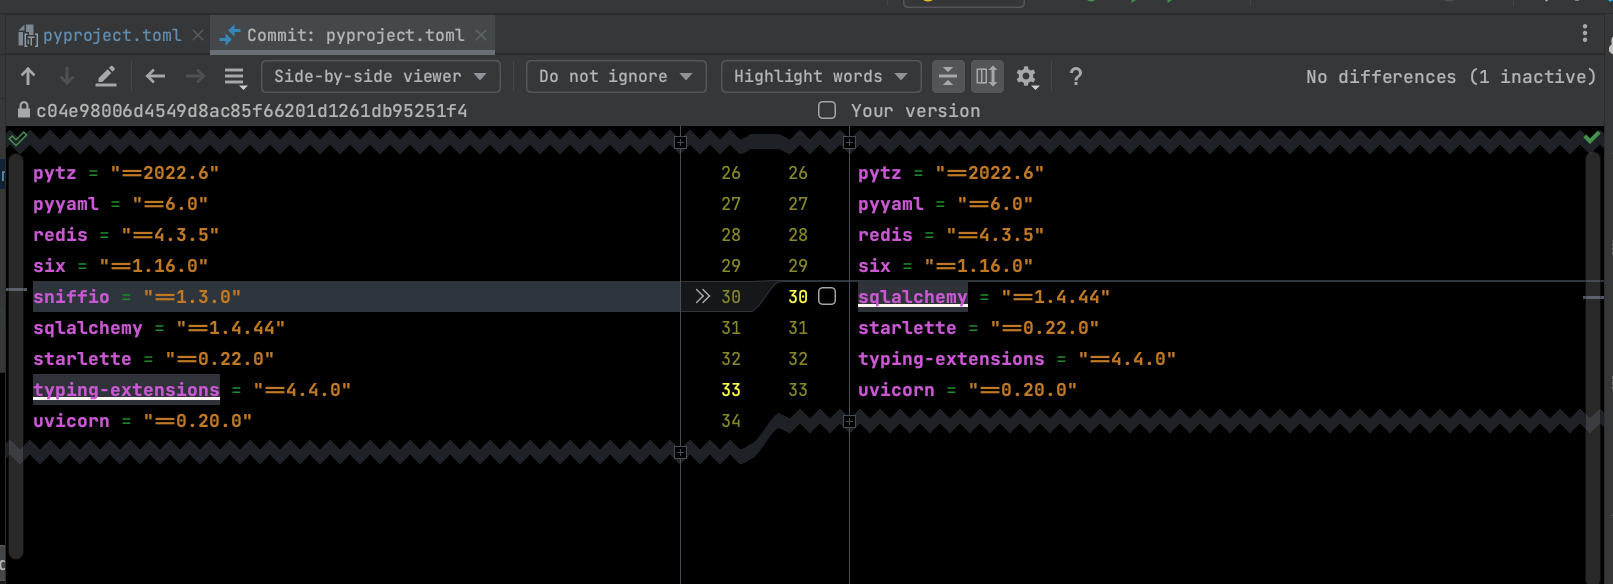 pyproject.toml Commit: pyproject.toml
Side-by-side viewer Do not ignore Highlight words ? No differences (1 inactive)
c04e98006d4549d8ac85f66201d1261db95251f4 Your version
pytz = "==2022.6" 26 26 pytz = "==2022.6"
pyyaml = "==6.0" 27 27 pyyaml = "==6.0"
redis = "==4.3.5" 28 28 redis = "==4.3.5"
six = "==1.16.0" 29 29 six = "==1.16.0"
sniffio = "==1.3.0" 30 30 sqlalchemy = "==1.4.44"
sqlalchemy = "==1.4.44" 31 31 starlette = "==0.22.0"
starlette = "==0.22.0" 32 32 typing-extensions = "==4.4.0"
typing-extensions = "==4.4.0" 33 33 uvicorn = "==0.20.0"
uvicorn = "==0.20.0" 34